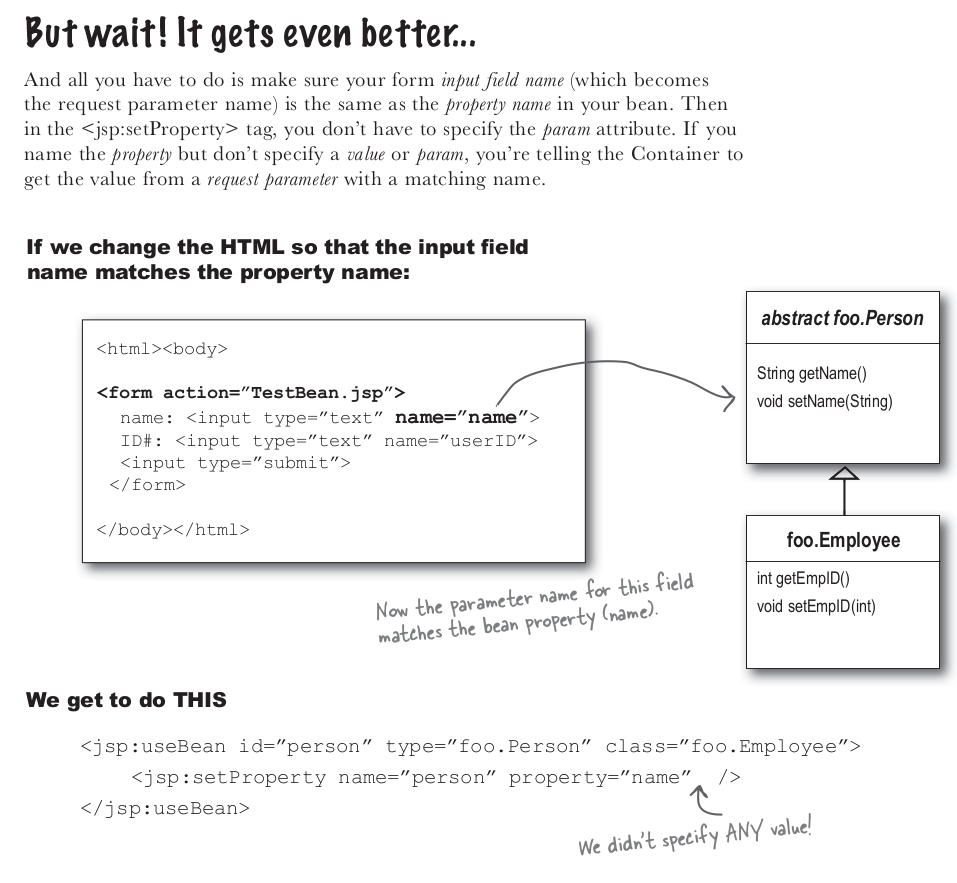 But wait! It gets even better...
And all you have to do is make sure your form input field name (which becomes
the request parameter name) is the same as the property name in your bean. Then
in the <jsp:setProperty> tag, you don't have to specify the param attribute. If you
name the property but don't specify a value or param, you're telling the Container to
get the value from a request parameter with a matching name.
If we change the HTML so that the input field
name matches the property name:
<html><body>
<form action=”TestBean.jsp”>
name: <input type=”text” name=”name”>
ID#: <input type=”text” name=”userID”>
<input type=”submit”>
</form>
</body></html>
abstract foo.Person
String getName()
void setName(String)
foo.Employee
int getEmpID()
void setEmpID(int)
Now the parameter name for this field
matches the bean property (name).
We get to do THIS
<jsp:useBean id=”person” type=”foo.Person” class=”foo.Employee”>
<jsp:setProperty name=”person” property=”name” />
</jsp:useBean>
We didn't specify ANY value!